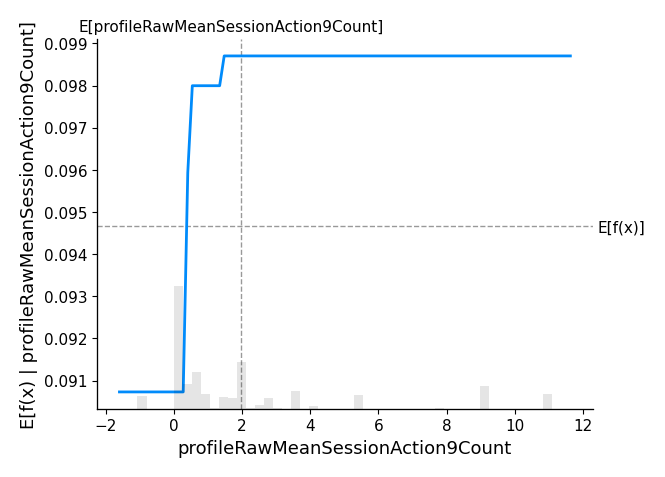 E[profileRawMeanSessionAction9Count]
0.099
0.098
0.097
0.096
0.095
0.094
0.093
0.092
0.091
E[f(x) | profileRawMeanSessionAction9Count]
E[f(x)]
−2 0 2 4 6 8 10 12
profileRawMeanSessionAction9Count